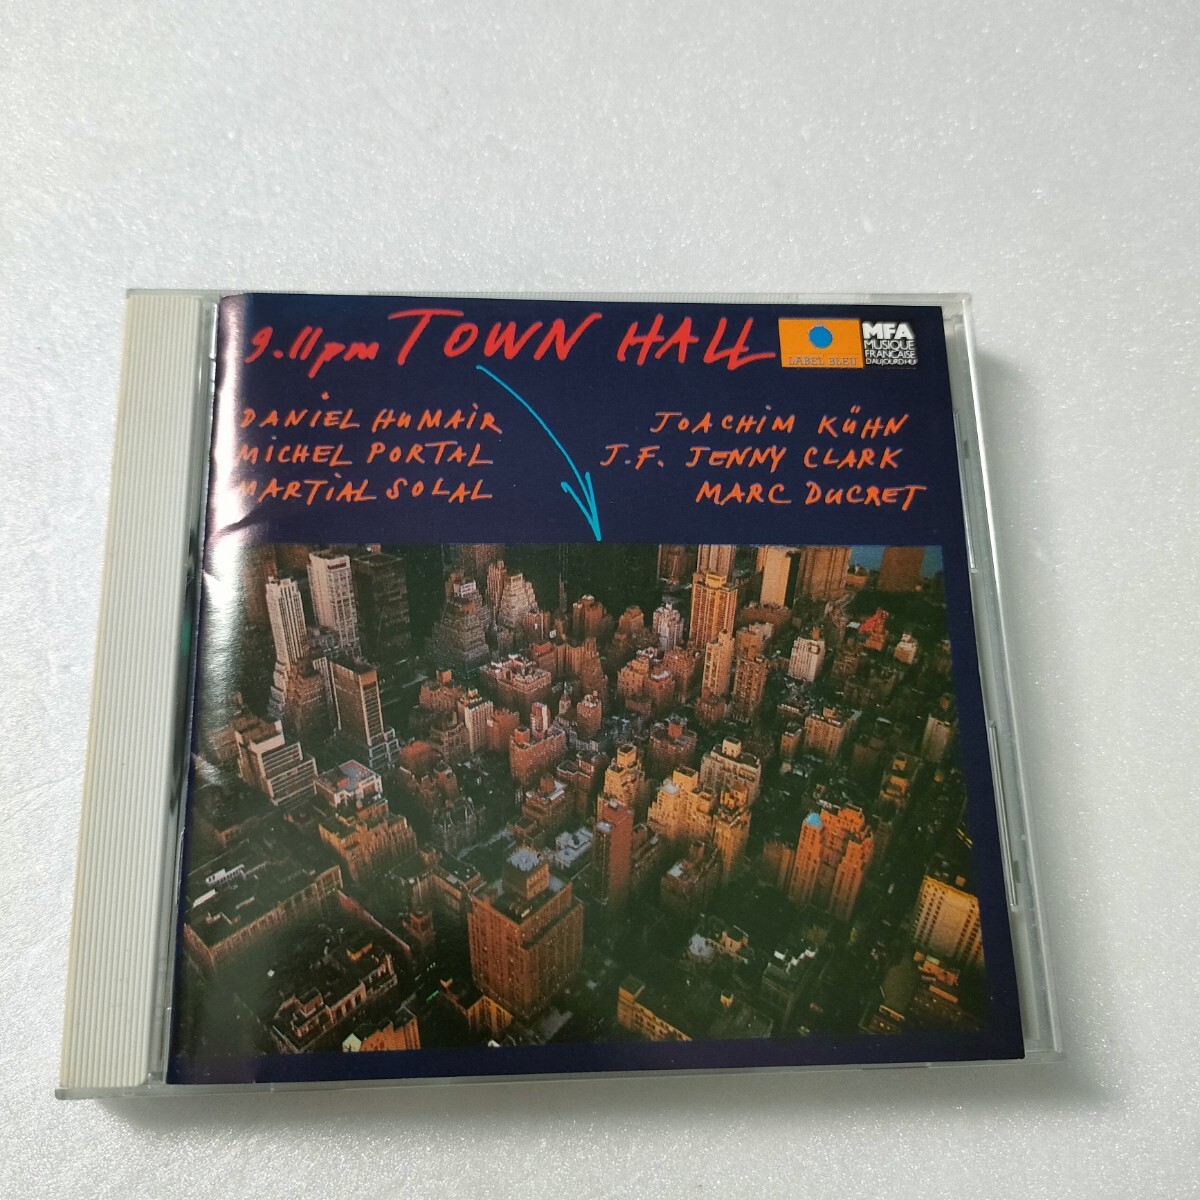 9.11pm TOWN HALL
LABEL BLEU
MFA
MUSIQUE
FRANÇAISE
D'AUJOURD'HUI
DANIEL HUMAIR
MICHEL PORTAL
MARTIAL SOLAL
JOACHIM KÜHN
J.F. JENNY CLARK
MARC DUCRET